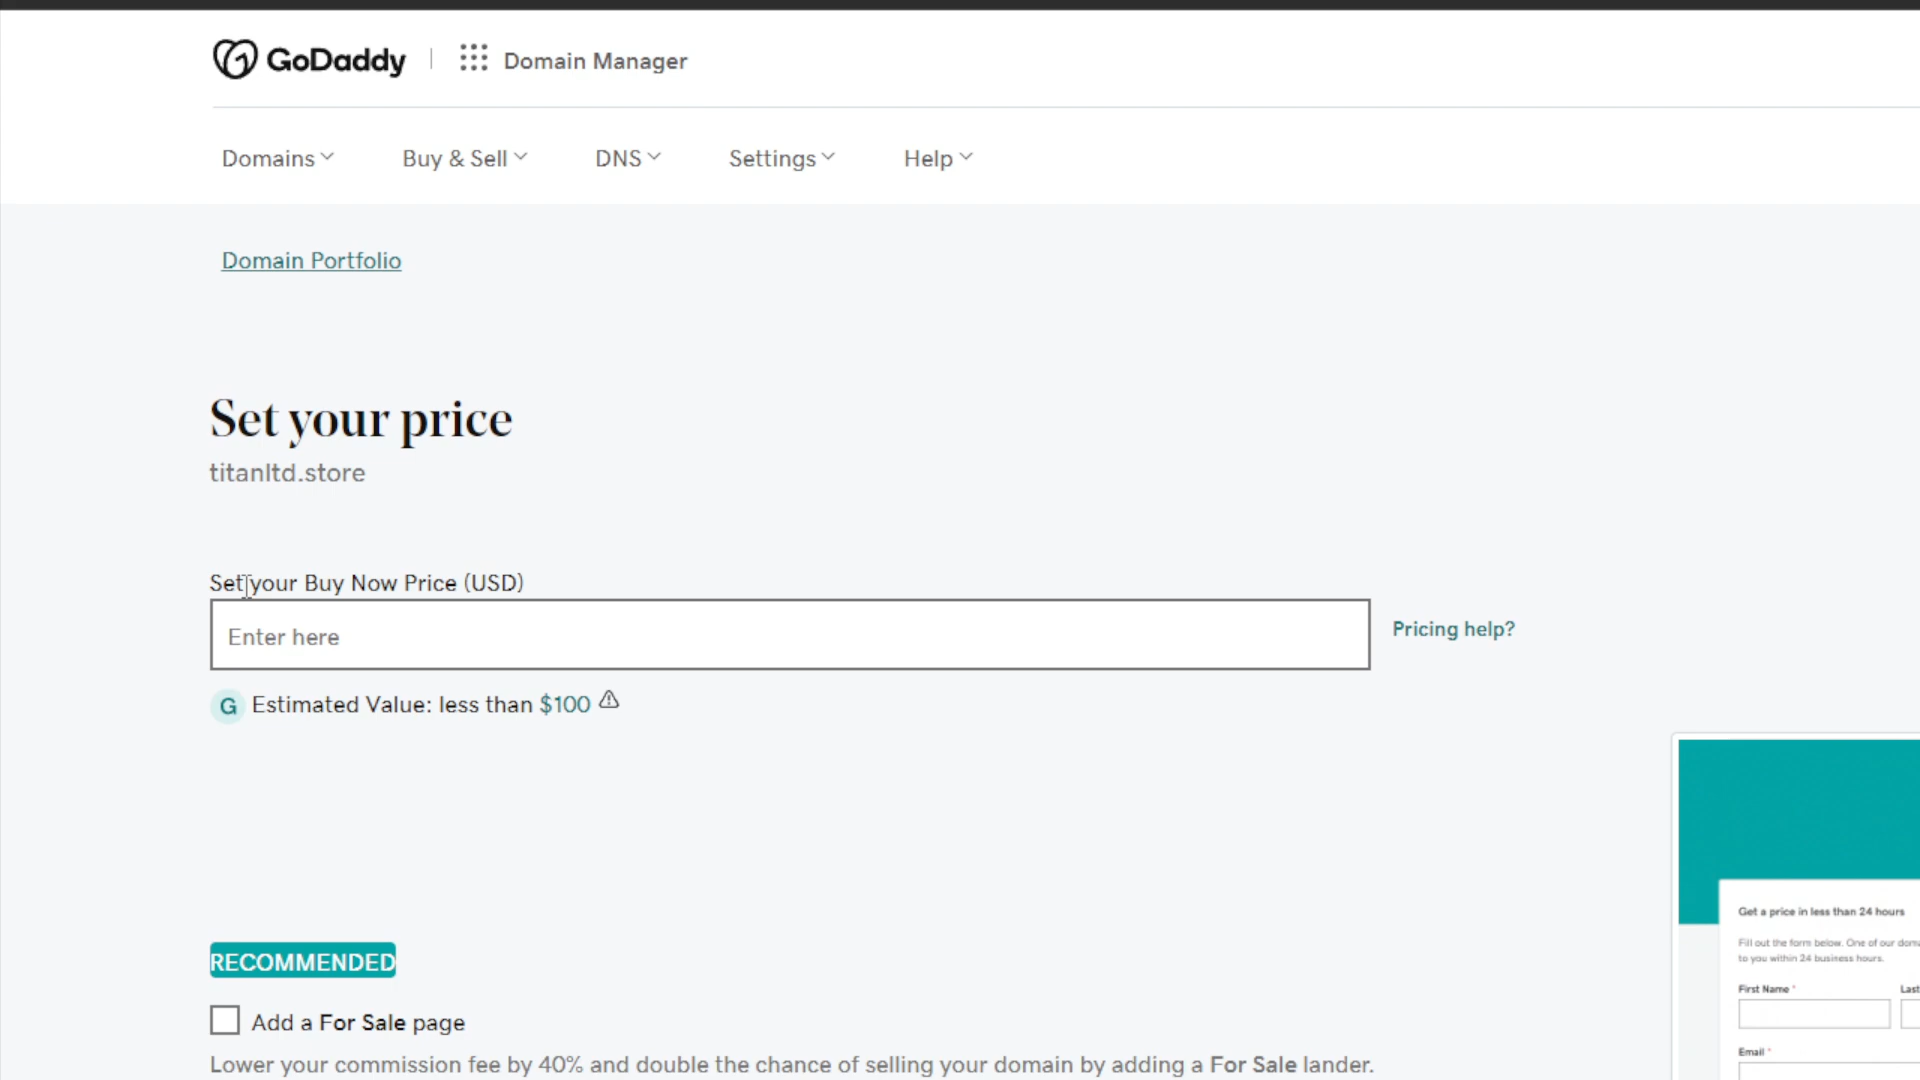 GoDaddy
Domain Manager
Domains
Buy & Sell
DNS
Settings
Help
Domain Portfolio
Set your price
titanltd.store
Set your Buy Now Price (USD)
Enter here
Pricing help?
G Estimated Value: less than $100
RECOMMENDED
Add a For Sale page
Lower your commission fee by 40% and double the chance of selling your domain by adding a For Sale lander.
Get a price in less than 24 hours
Fill out the form below. One of our
to you within 24 business hours.
First Name *
Last
Email *